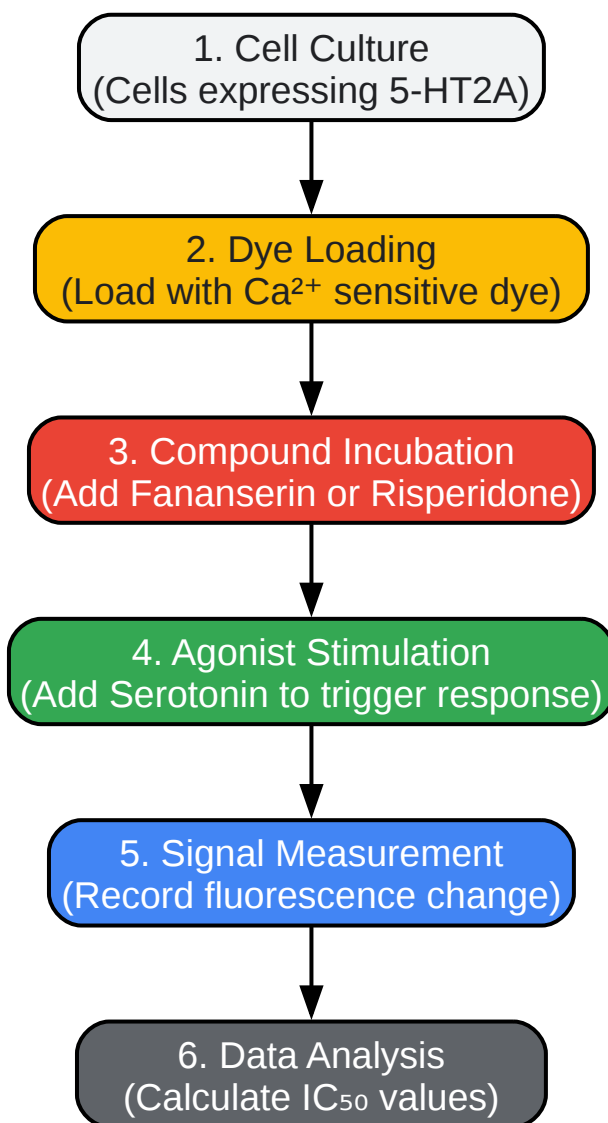 1. Cell Culture
(Cells expressing 5-HT2A)
2. Dye Loading
(Load with Ca²⁺ sensitive dye)
3. Compound Incubation
(Add Fananserin or Risperidone)
4. Agonist Stimulation
(Add Serotonin to trigger response)
5. Signal Measurement
(Record fluorescence change)
6. Data Analysis
(Calculate IC₅₀ values)